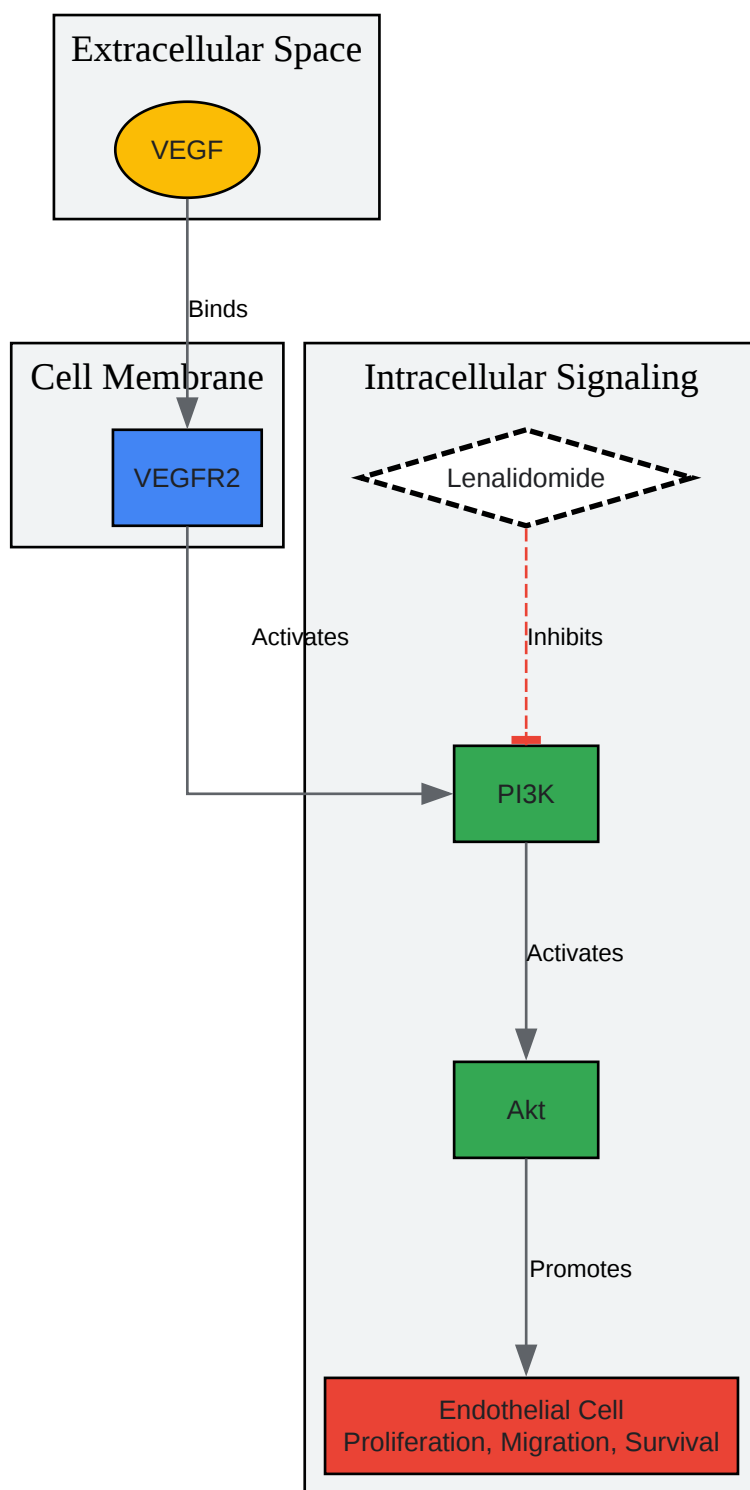 Extracellular Space
VEGF
Binds
Cell Membrane
VEGFR2
Intracellular Signaling
Lenalidomide
Activates
Inhibits
PI3K
Activates
Akt
Promotes
Endothelial Cell
Proliferation, Migration, Survival